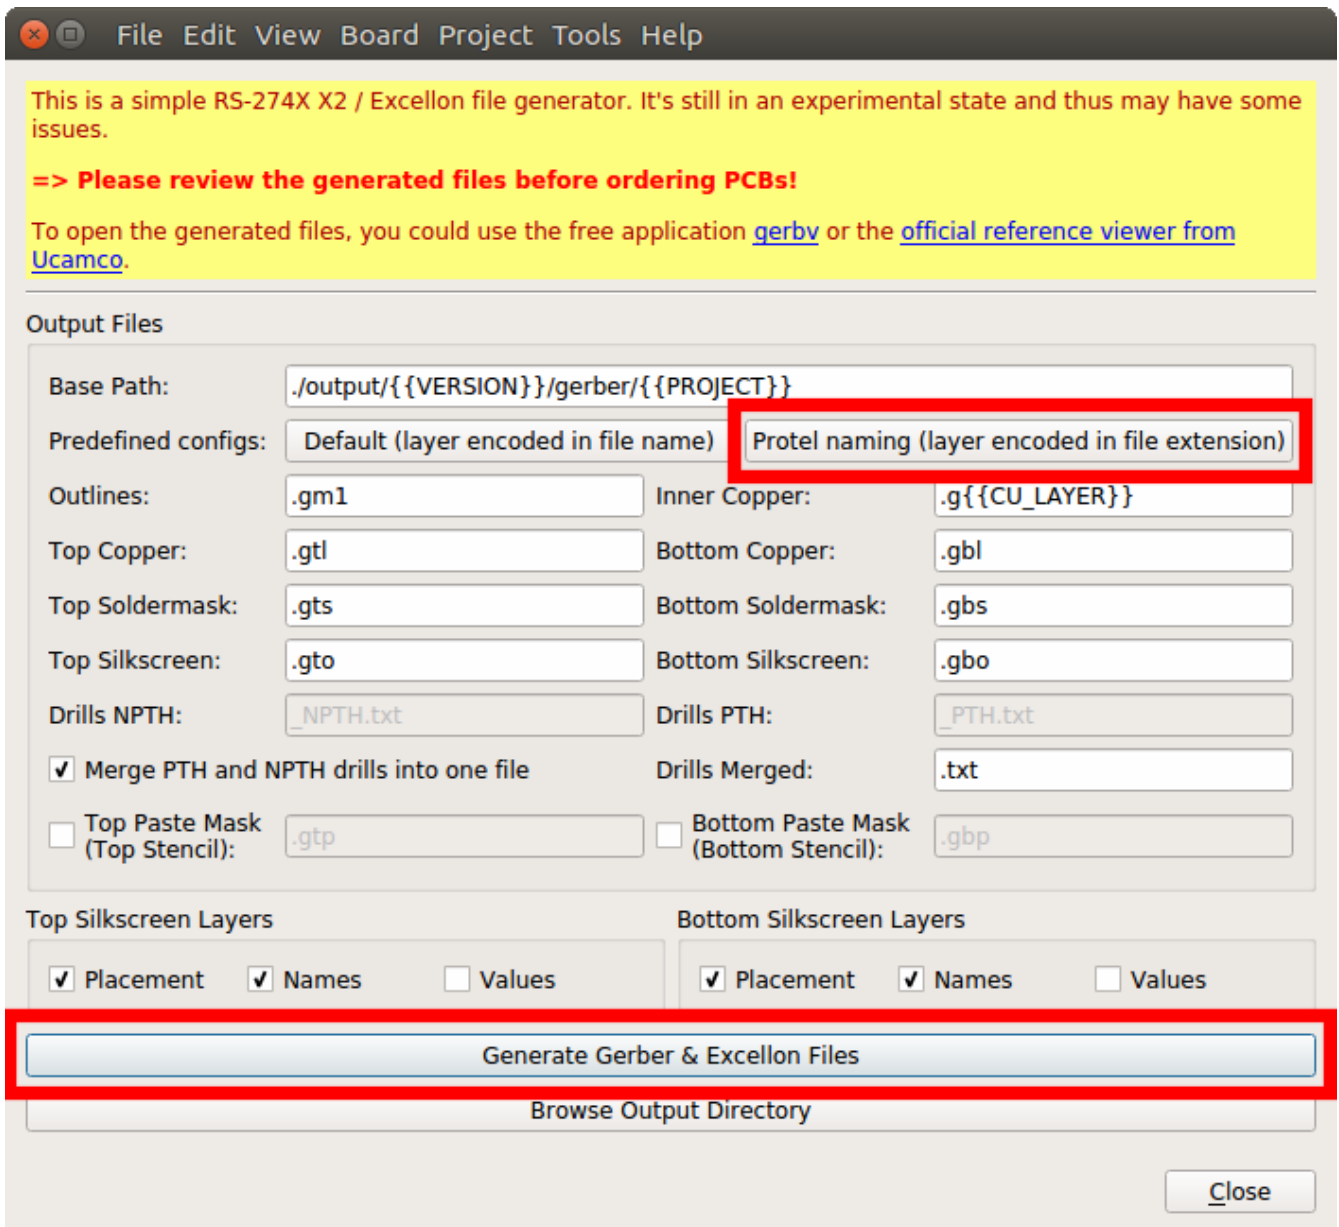 File Edit View Board Project Tools Help
This is a simple RS-274X X2 / Excellon file generator. It's still in an experimental state and thus may have some
issues.
=> Please review the generated files before ordering PCBs!
To open the generated files, you could use the free application gerbv or the official reference viewer from
Ucamco.
Output Files
Base Path: ./output/{{VERSION}}/gerber/{{PROJECT}}
Predefined configs: Default (layer encoded in file name) Protel naming (layer encoded in file extension)
Outlines: .gm1 Inner Copper: .g{{CU_LAYER}}
Top Copper: .gtl Bottom Copper: .gbl
Top Soldermask: .gts Bottom Soldermask: .gbs
Top Silkscreen: .gto Bottom Silkscreen: .gbo
Drills NPTH: _NPTH.txt Drills PTH: _PTH.txt
Merge PTH and NPTH drills into one file Drills Merged: .txt
Top Paste Mask
(Top Stencil): .gtp
Bottom Paste Mask
(Bottom Stencil): .gbp
Top Silkscreen Layers Bottom Silkscreen Layers
Placement Names Values Placement Names Values
Generate Gerber & Excellon Files
Browse Output Directory
Close